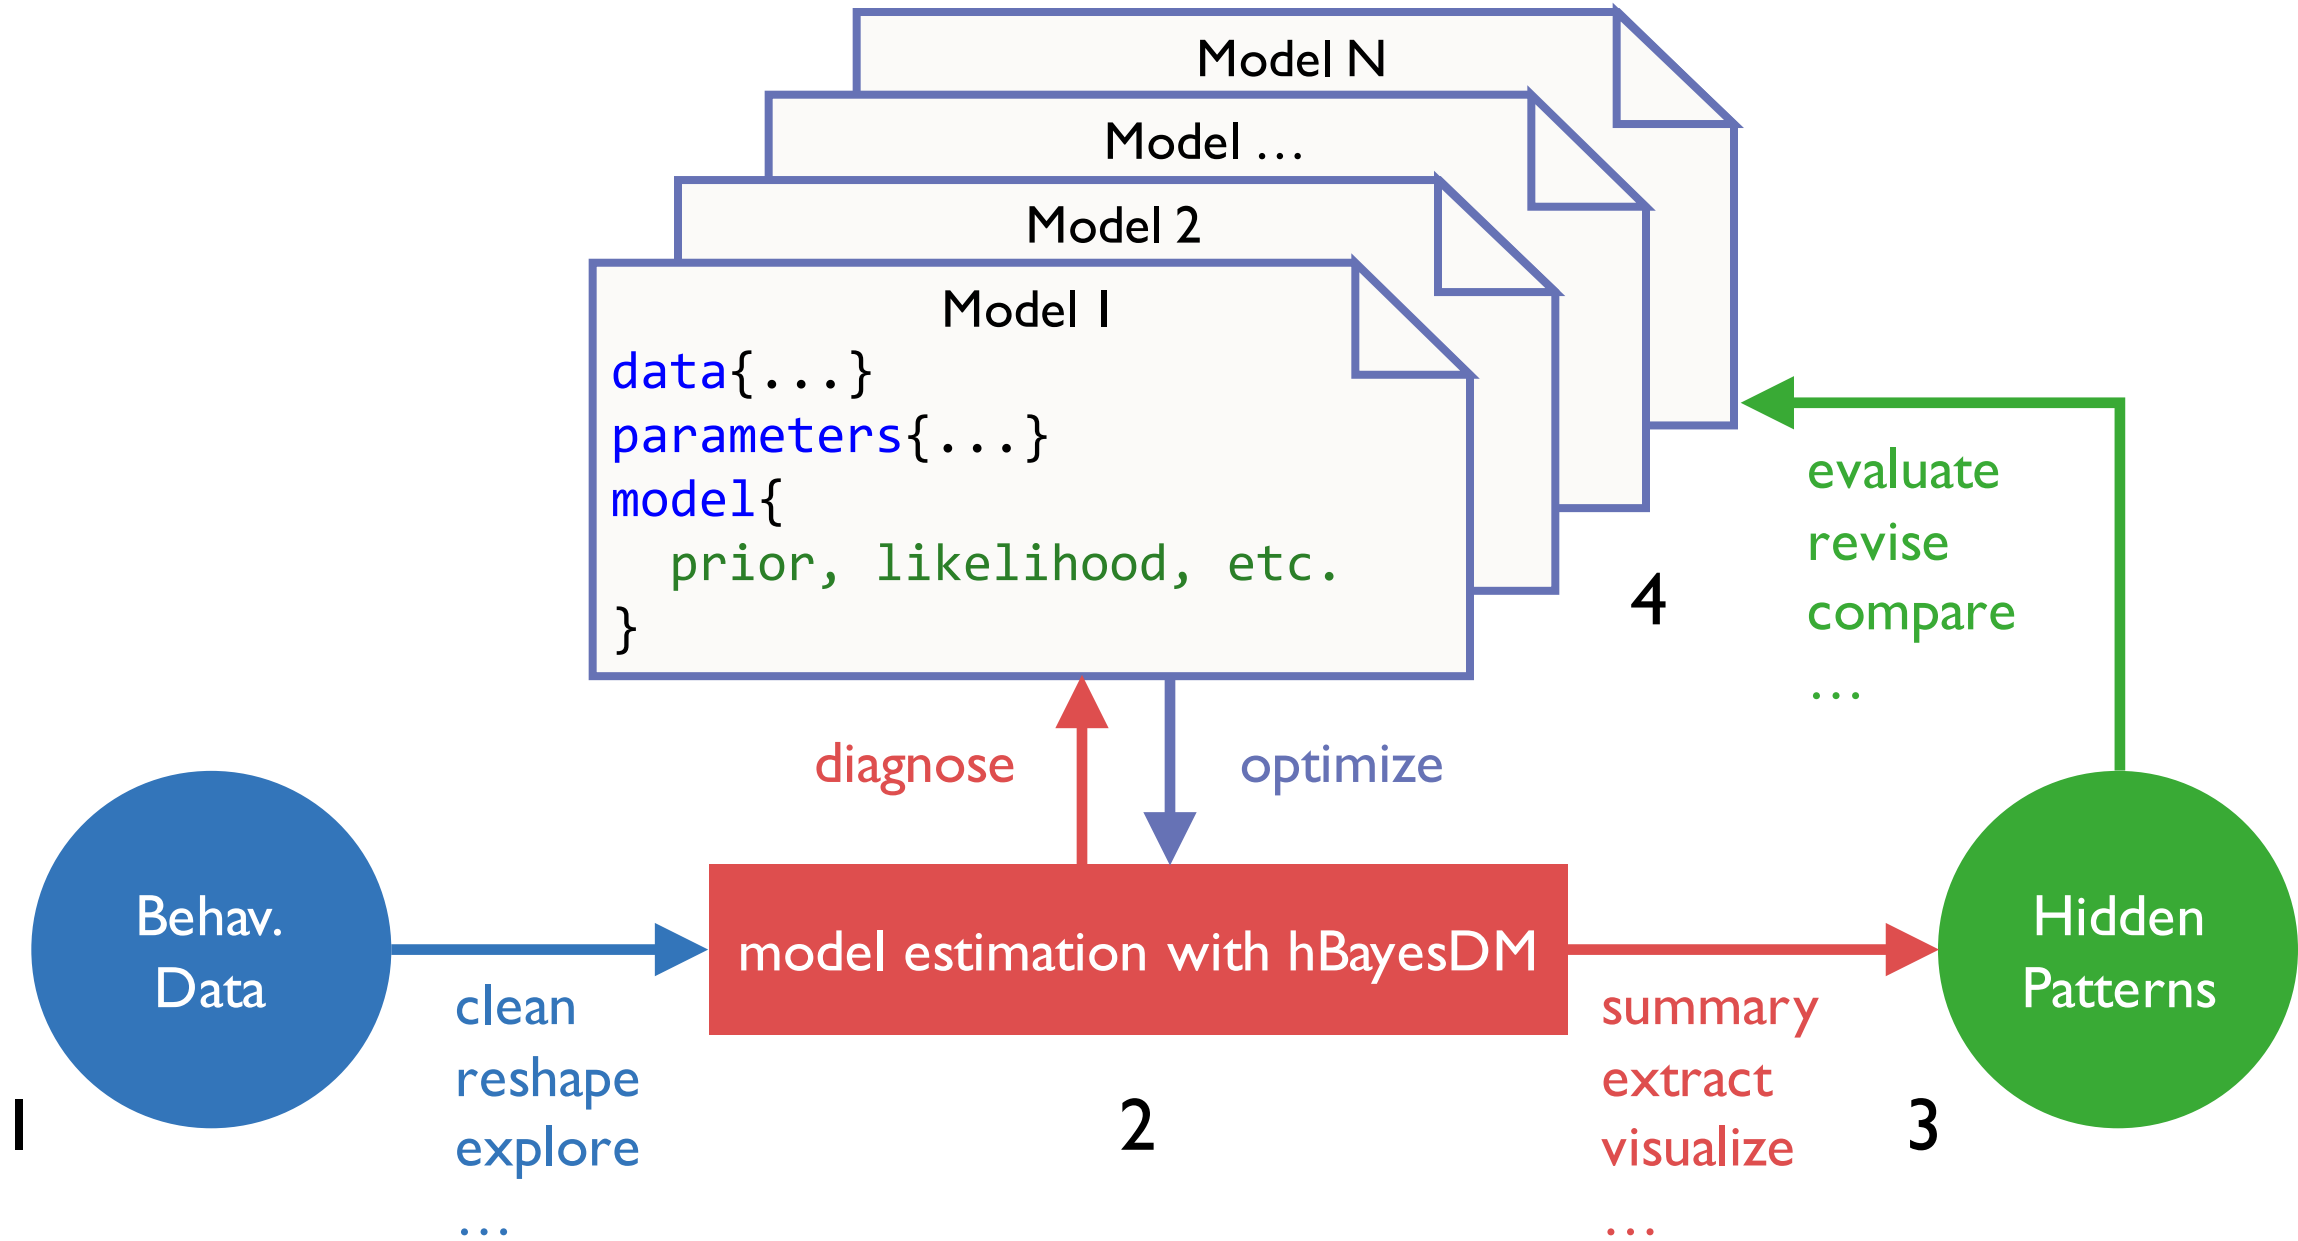 Model N
Model …
Model 2
Model 1
data{...}
parameters{...}
model{
prior, likelihood, etc.
}
evaluate
revise
compare
…
4
diagnose
optimize
Behav.
Data
model estimation with hBayesDM
Hidden
Patterns
clean
reshape
explore
…
summary
extract
visualize
…
1
2
3